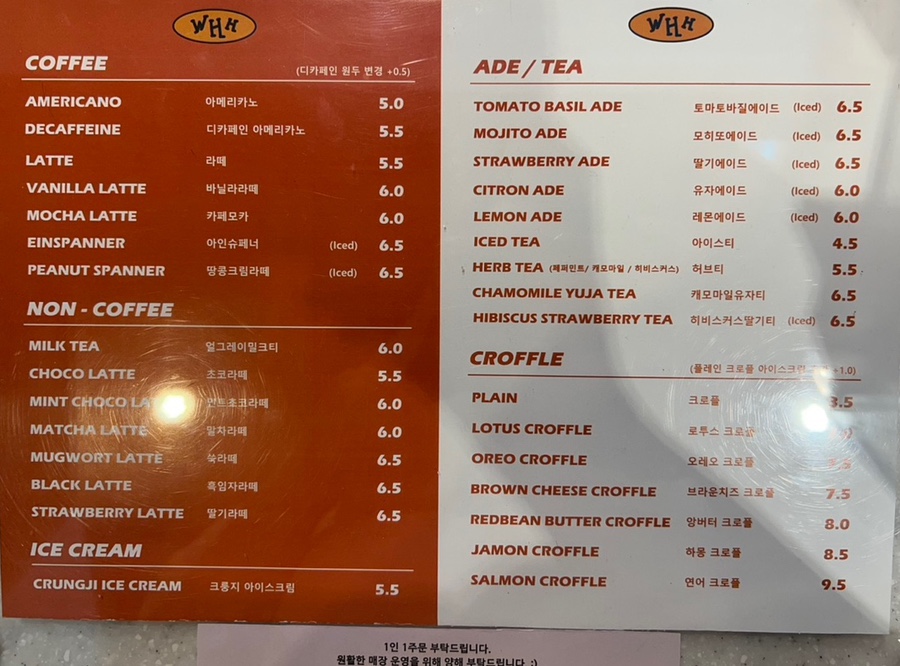 WHH
COFFEE (디카페인 원두 변경 +0.5)
AMERICANO 아메리카노 5.0
DECAFFEINE 디카페인 아메리카노 5.5
LATTE 라떼 5.5
VANILLA LATTE 바닐라라떼 6.0
MOCHA LATTE 카페모카 6.0
EINSPANNER 아인슈페너 (Iced) 6.5
PEANUT SPANNER 땅콩크림라떼 (Iced) 6.5
NON - COFFEE
MILK TEA 얼그레이밀크티 6.0
CHOCO LATTE 초코라떼 5.5
MINT CHOCO 민트초코라떼 6.0
MATCHA LATTE 말차라떼 6.0
MUGWORT LATTE 쑥라떼 6.5
BLACK LATTE 흑임자라떼 6.5
STRAWBERRY LATTE 딸기라떼 6.5
ICE CREAM
CRUNGJI ICE CREAM 크룽지 아이스크림 5.5
WHH
ADE / TEA
TOMATO BASIL ADE 토마토바질에이드 (Iced) 6.5
MOJITO ADE 모히또에이드 (Iced) 6.5
STRAWBERRY ADE 딸기에이드 (Iced) 6.5
CITRON ADE 유자에이드 (Iced) 6.0
LEMON ADE 레몬에이드 (Iced) 6.0
ICED TEA 아이스티 4.5
HERB TEA (페퍼민트/ 캐모마일 / 히비스커스) 허브티 5.5
CHAMOMILE YUJA TEA 캐모마일유자티 6.5
HIBISCUS STRAWBERRY TEA 히비스커스딸기티 (Iced) 6.5
CROFFLE (플레인 크로플 아이스크림 +1.0)
PLAIN 크로플
LOTUS CROFFLE 로투스 크로플
OREO CROFFLE 오레오 크로플
BROWN CHEESE CROFFLE 브라운치즈 크로플 7.5
REDBEAN BUTTER CROFFLE 앙버터 크로플 8.0
JAMON CROFFLE 하몽 크로플 8.5
SALMON CROFFLE 연어 크로플 9.5
1인 1주문 부탁드립니다.
원활한 매장 운영을 위해 양해 부탁드립니다. :)